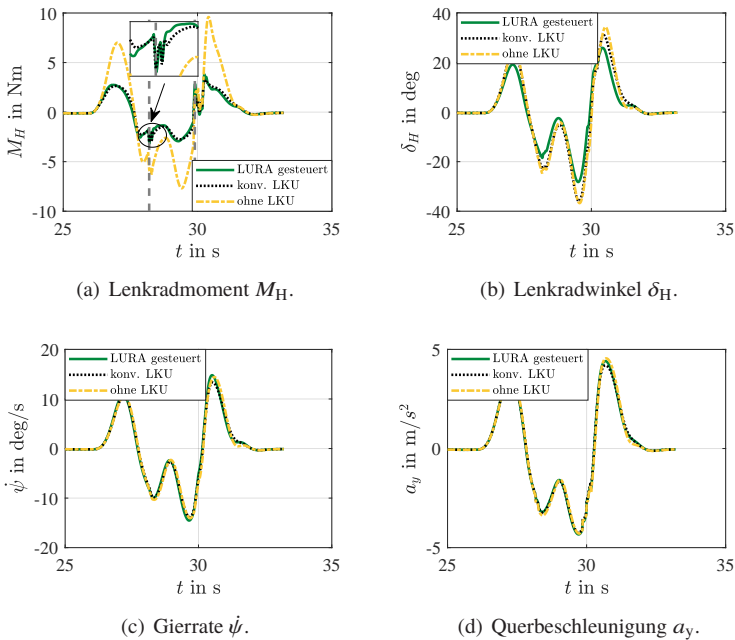 10
5
0
-5
-10
M_H in Nm
25
30
35
t in s
LURA gesteuert
konv. LKU
ohne LKU
(a) Lenkradmoment M_H.
40
20
0
-20
-40
δ_H in deg
25
30
35
t in s
LURA gesteuert
konv. LKU
ohne LKU
(b) Lenkradwinkel δ_H.
20
10
0
-10
-20
ψ̇ in deg/s
25
30
35
t in s
LURA gesteuert
konv. LKU
ohne LKU
(c) Gierrate ψ̇.
5
0
-5
a_y in m/s²
25
30
35
t in s
LURA gesteuert
konv. LKU
ohne LKU
(d) Querbeschleunigung a_y.